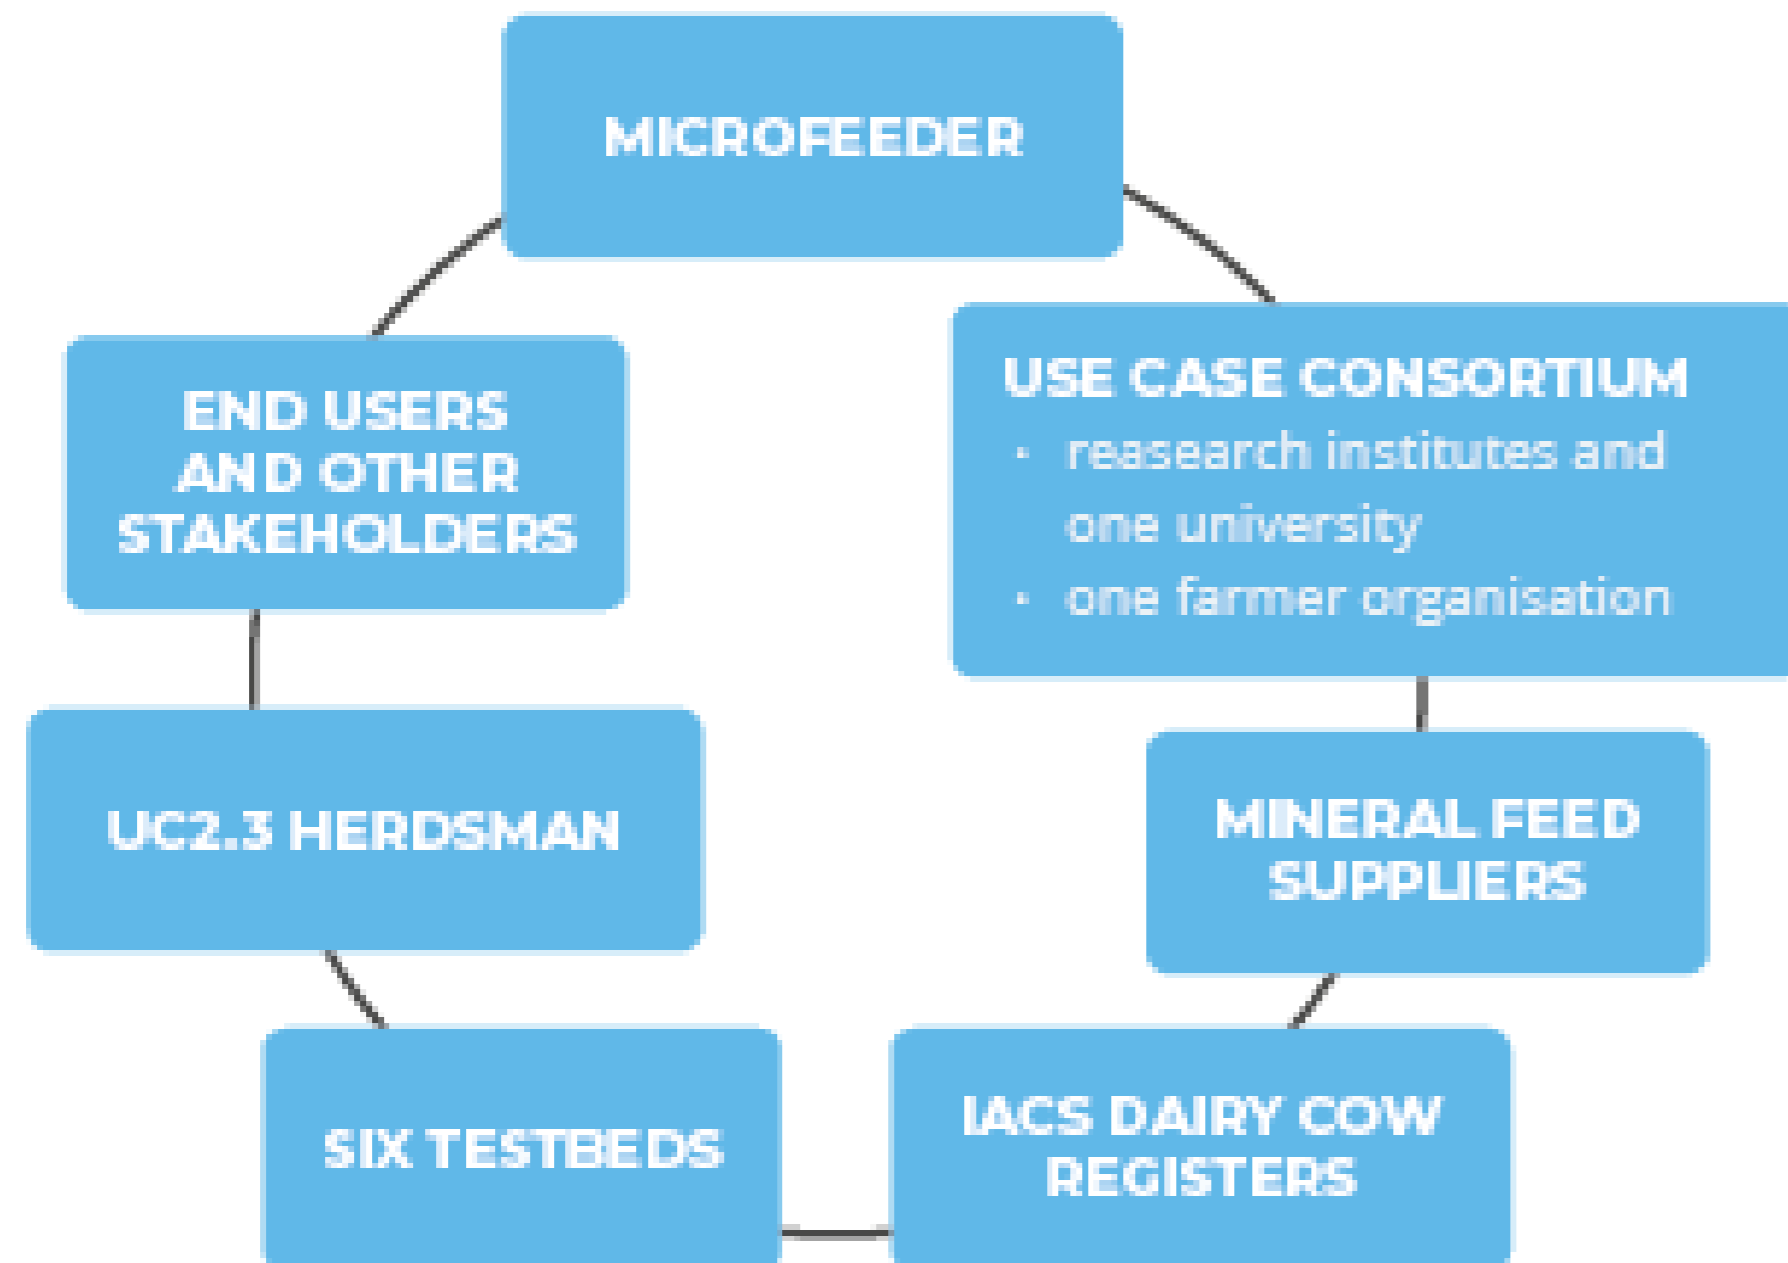 MICROFEEDER
END USERS
AND OTHER
STAKEHOLDERS
USE CASE CONSORTIUM
· reasearch institutes and
one university
· one farmer organisation
UC2.3 HERDSMAN
MINERAL FEED
SUPPLIERS
SIX TESTBEDS
IACS DAIRY COW
REGISTERS